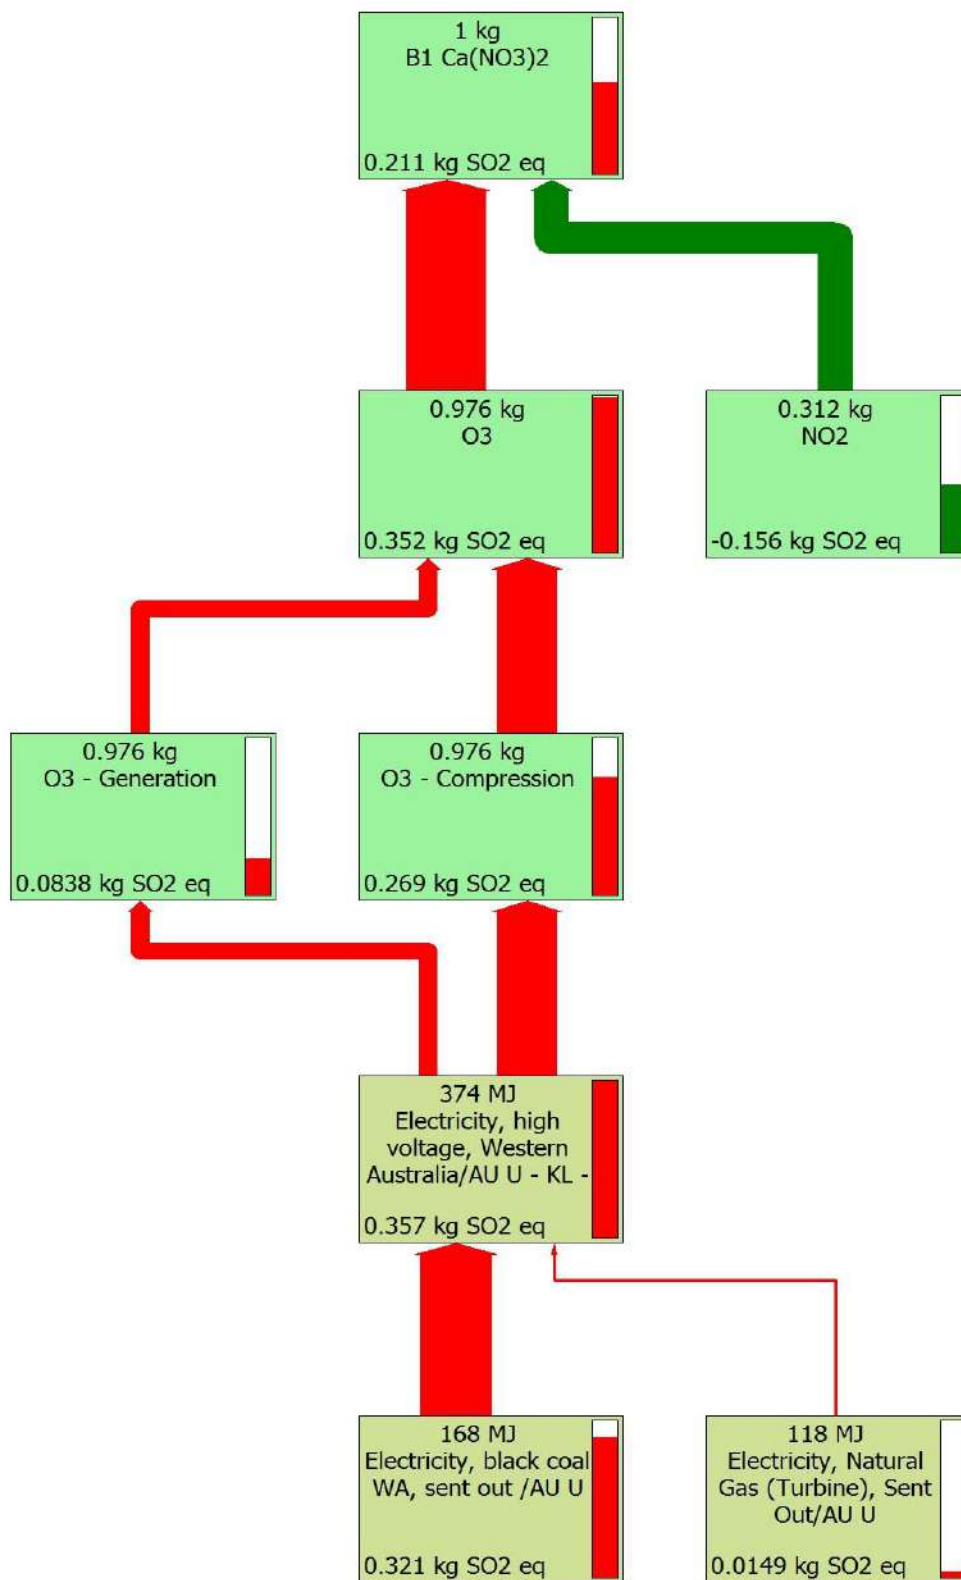 1 kg
B1 Ca(NO3)2
0.211 kg SO2 eq
0.976 kg
O3
0.352 kg SO2 eq
0.312 kg
NO2
-0.156 kg SO2 eq
0.976 kg
O3 - Generation
0.0838 kg SO2 eq
0.976 kg
O3 - Compression
0.269 kg SO2 eq
374 MJ
Electricity, high
voltage, Western
Australia/AU U - KL -
0.357 kg SO2 eq
168 MJ
Electricity, black coal
WA, sent out /AU U
0.321 kg SO2 eq
118 MJ
Electricity, Natural
Gas (Turbine), Sent
Out/AU U
0.0149 kg SO2 eq